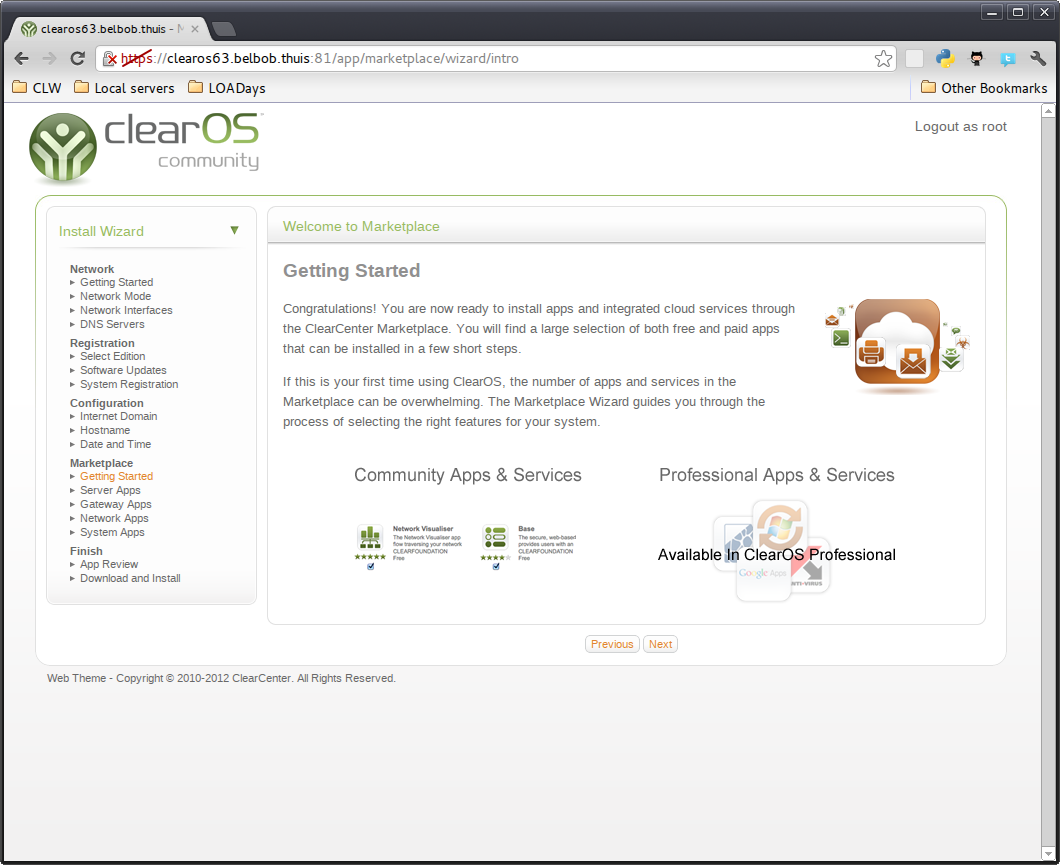 clearos63.belbob.thuis - M
https://clearos63.belbob.thuis:81/app/marketplace/wizard/intro
CLW
Local servers
LOADays
Other Bookmarks
clearOS
community
Logout as root
Install Wizard
Network
Getting Started
Network Mode
Network Interfaces
DNS Servers
Registration
Select Edition
Software Updates
System Registration
Configuration
Internet Domain
Hostname
Date and Time
Marketplace
Getting Started
Server Apps
Gateway Apps
Network Apps
System Apps
Finish
App Review
Download and Install
Welcome to Marketplace
Getting Started
Congratulations! You are now ready to install apps and integrated cloud services through
the ClearCenter Marketplace. You will find a large selection of both free and paid apps
that can be installed in a few short steps.
If this is your first time using ClearOS, the number of apps and services in the
Marketplace can be overwhelming. The Marketplace Wizard guides you through the
process of selecting the right features for your system.
Community Apps & Services
Network Visualiser
The Network Visualiser app
flow traversing your network
CLEARFOUNDATION
Free
Base
The secure, web-based
provides users with an
CLEARFOUNDATION
Free
Professional Apps & Services
Available In ClearOS Professional
Google Apps
ANTI-VIRUS
Previous
Next
Web Theme - Copyright © 2010-2012 ClearCenter. All Rights Reserved.